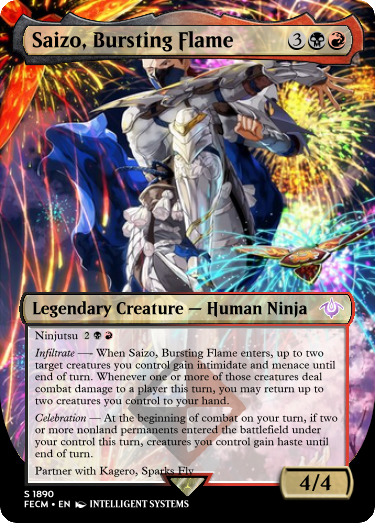 Saizo, Bursting Flame 3
Legendary Creature — Human Ninja
Ninjutsu 2
Infiltrate — When Saizo, Bursting Flame enters, up to two
target creatures you control gain intimidate and menace until
end of turn. Whenever one or more of those creatures deal
combat damage to a player this turn, you may return up to
two creatures you control to your hand.
Celebration — At the beginning of combat on your turn, if two
or more nonland permanents entered the battlefield under
your control this turn, creatures you control gain haste until
end of turn.
Partner with Kagero, Sparks Fly
4/4
S 1890
FECM • EN INTELLIGENT SYSTEMS